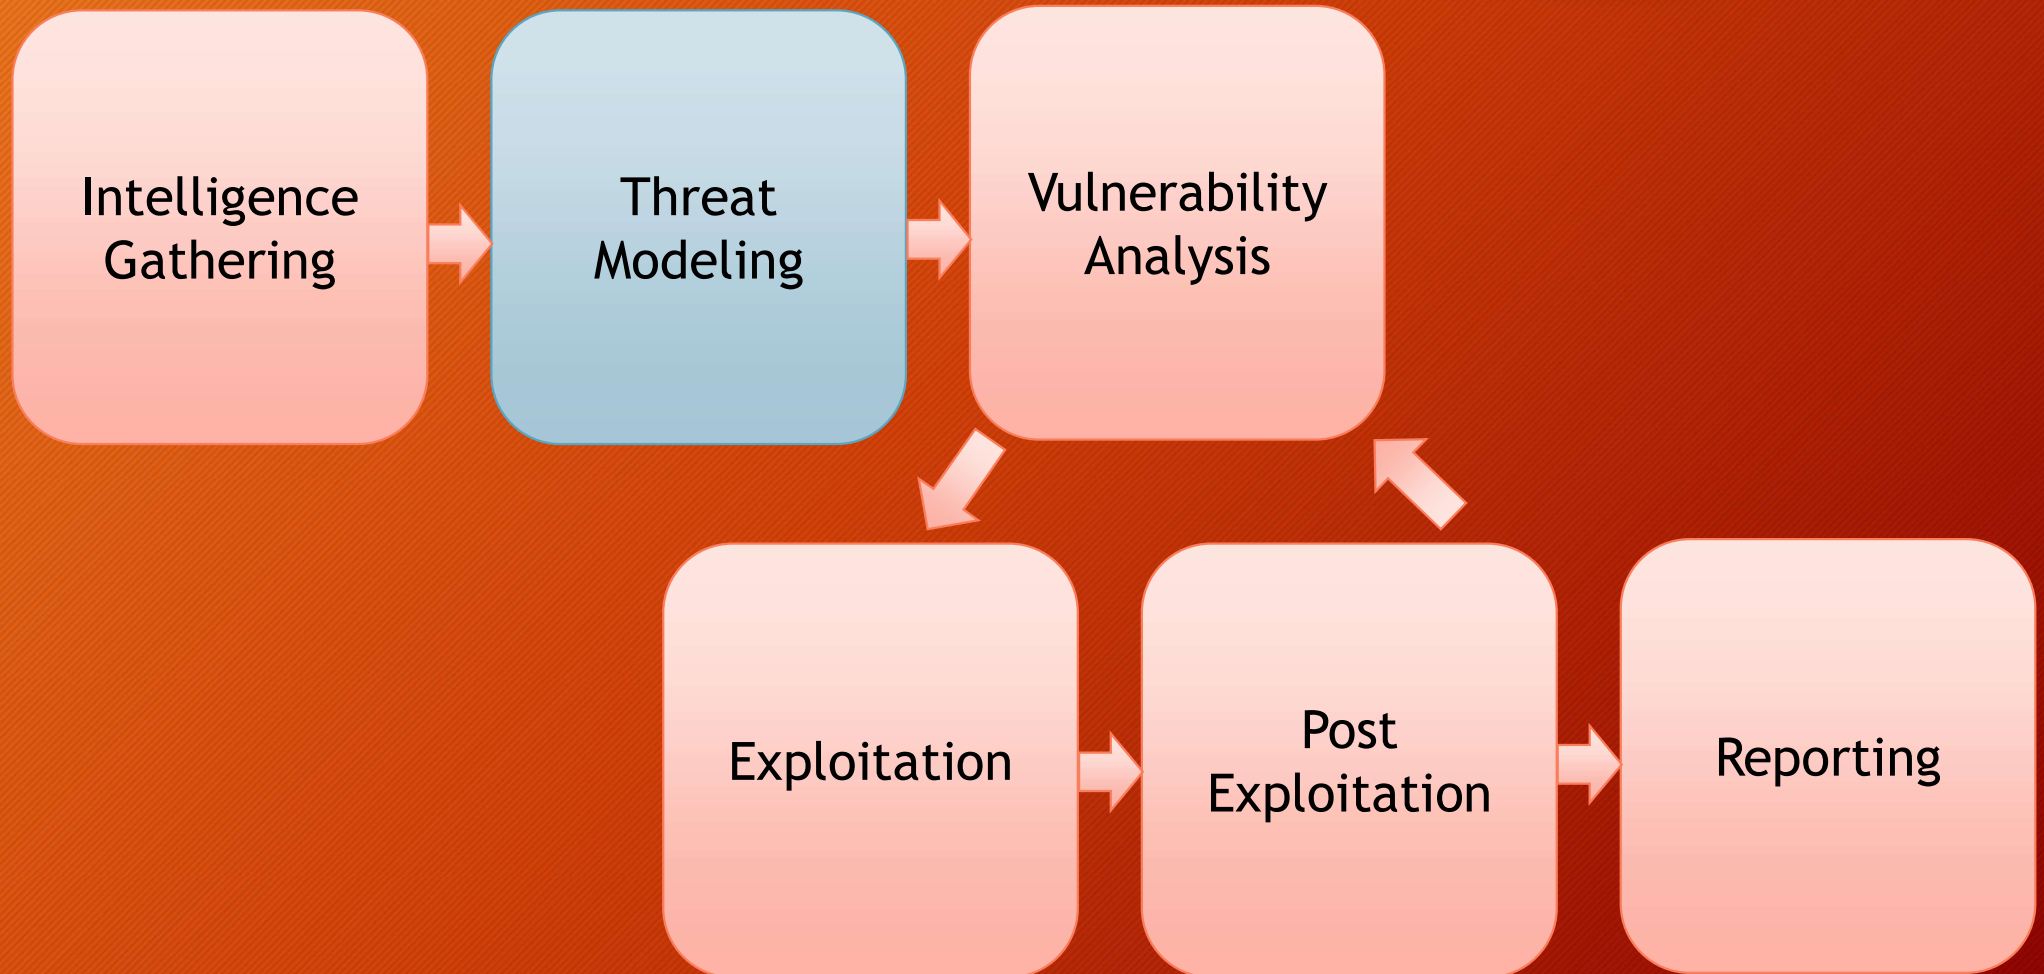 Intelligence
Gathering
Threat
Modeling
Vulnerability
Analysis
Exploitation
Post
Exploitation
Reporting